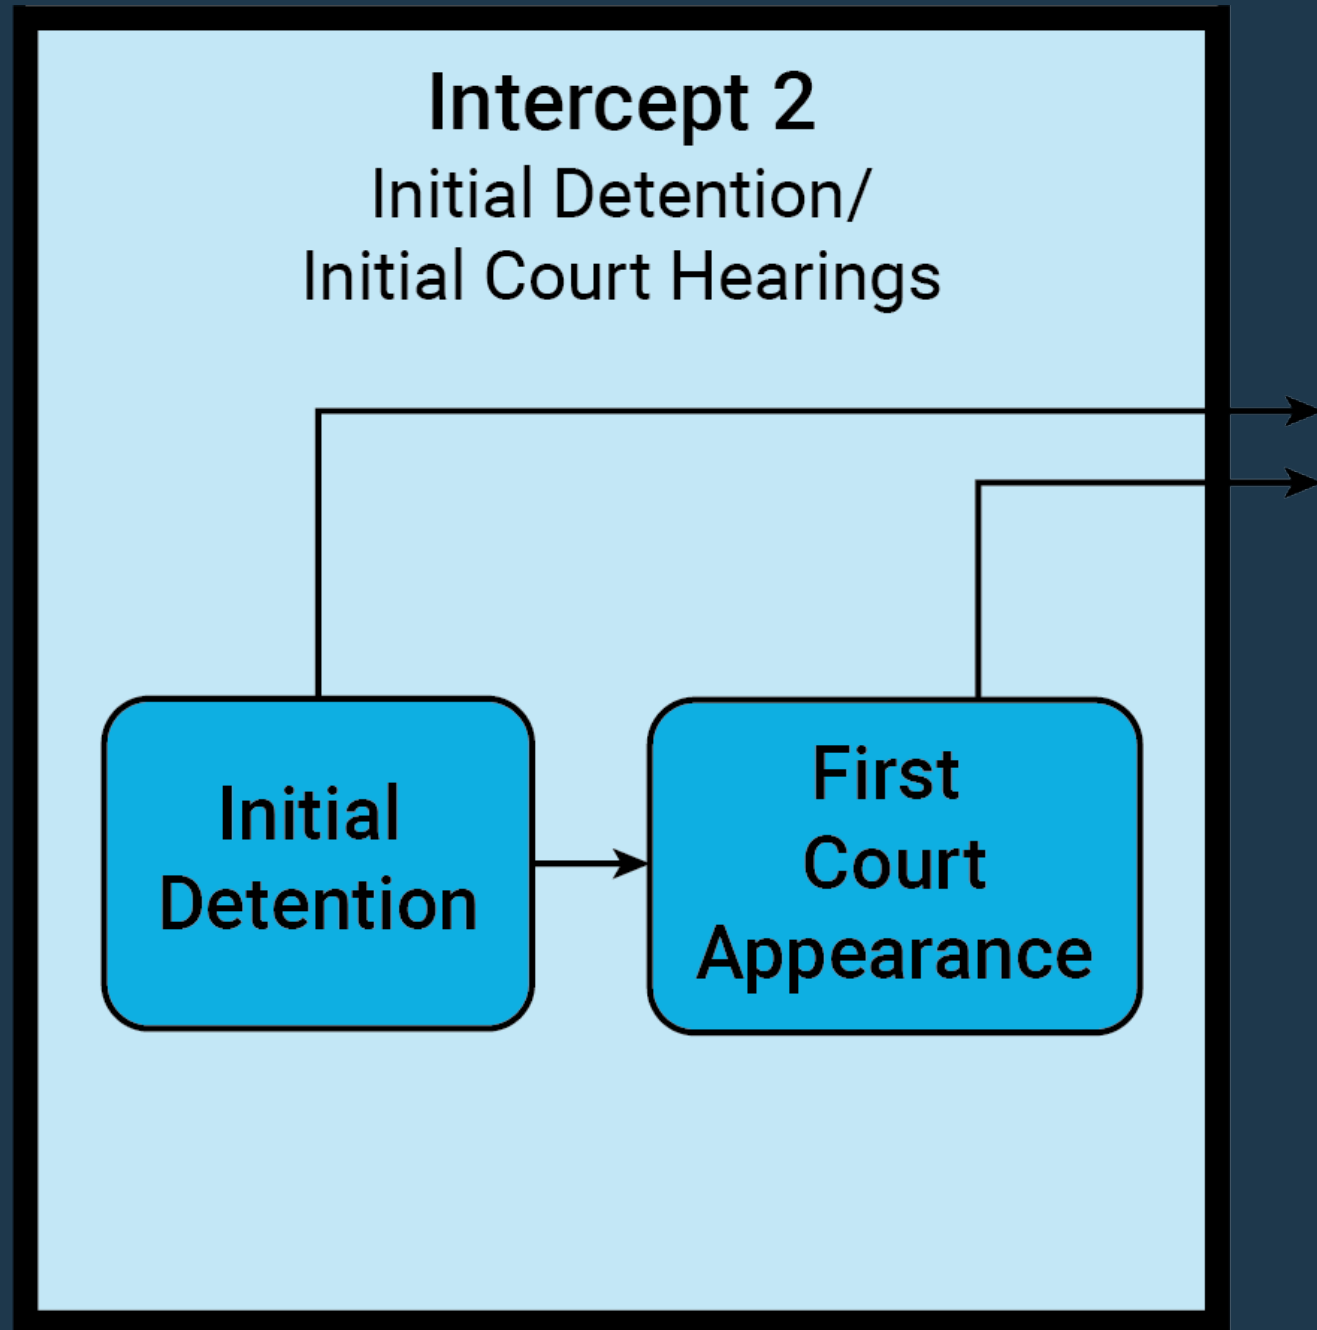 Intercept 2
Initial Detention/
Initial Court Hearings
Initial
Detention
First
Court
Appearance